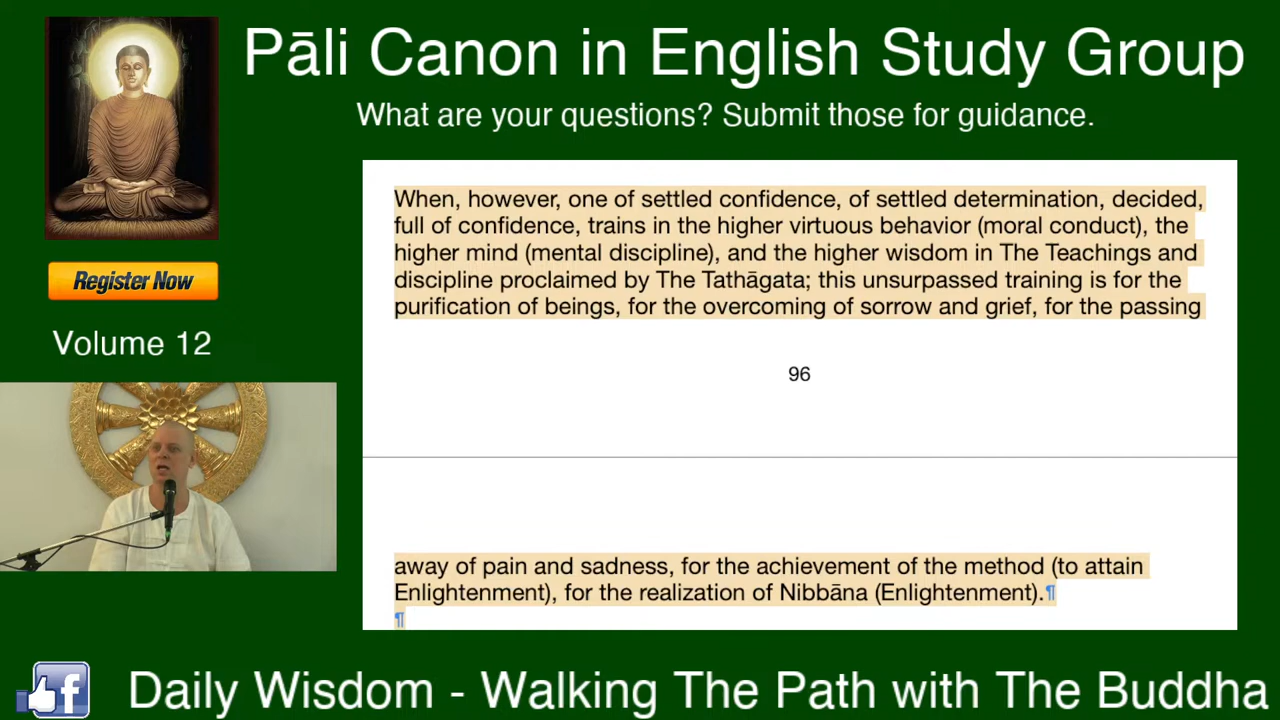 Pāli Canon in English Study Group
What are your questions? Submit those for guidance.
Register Now
Volume 12
When, however, one of settled confidence, of settled determination, decided,
full of confidence, trains in the higher virtuous behavior (moral conduct), the
higher mind (mental discipline), and the higher wisdom in The Teachings and
discipline proclaimed by The Tathāgata; this unsurpassed training is for the
purification of beings, for the overcoming of sorrow and grief, for the passing
96
away of pain and sadness, for the achievement of the method (to attain
Enlightenment), for the realization of Nibbāna (Enlightenment).¶
¶
f
Daily Wisdom - Walking The Path with The Buddha